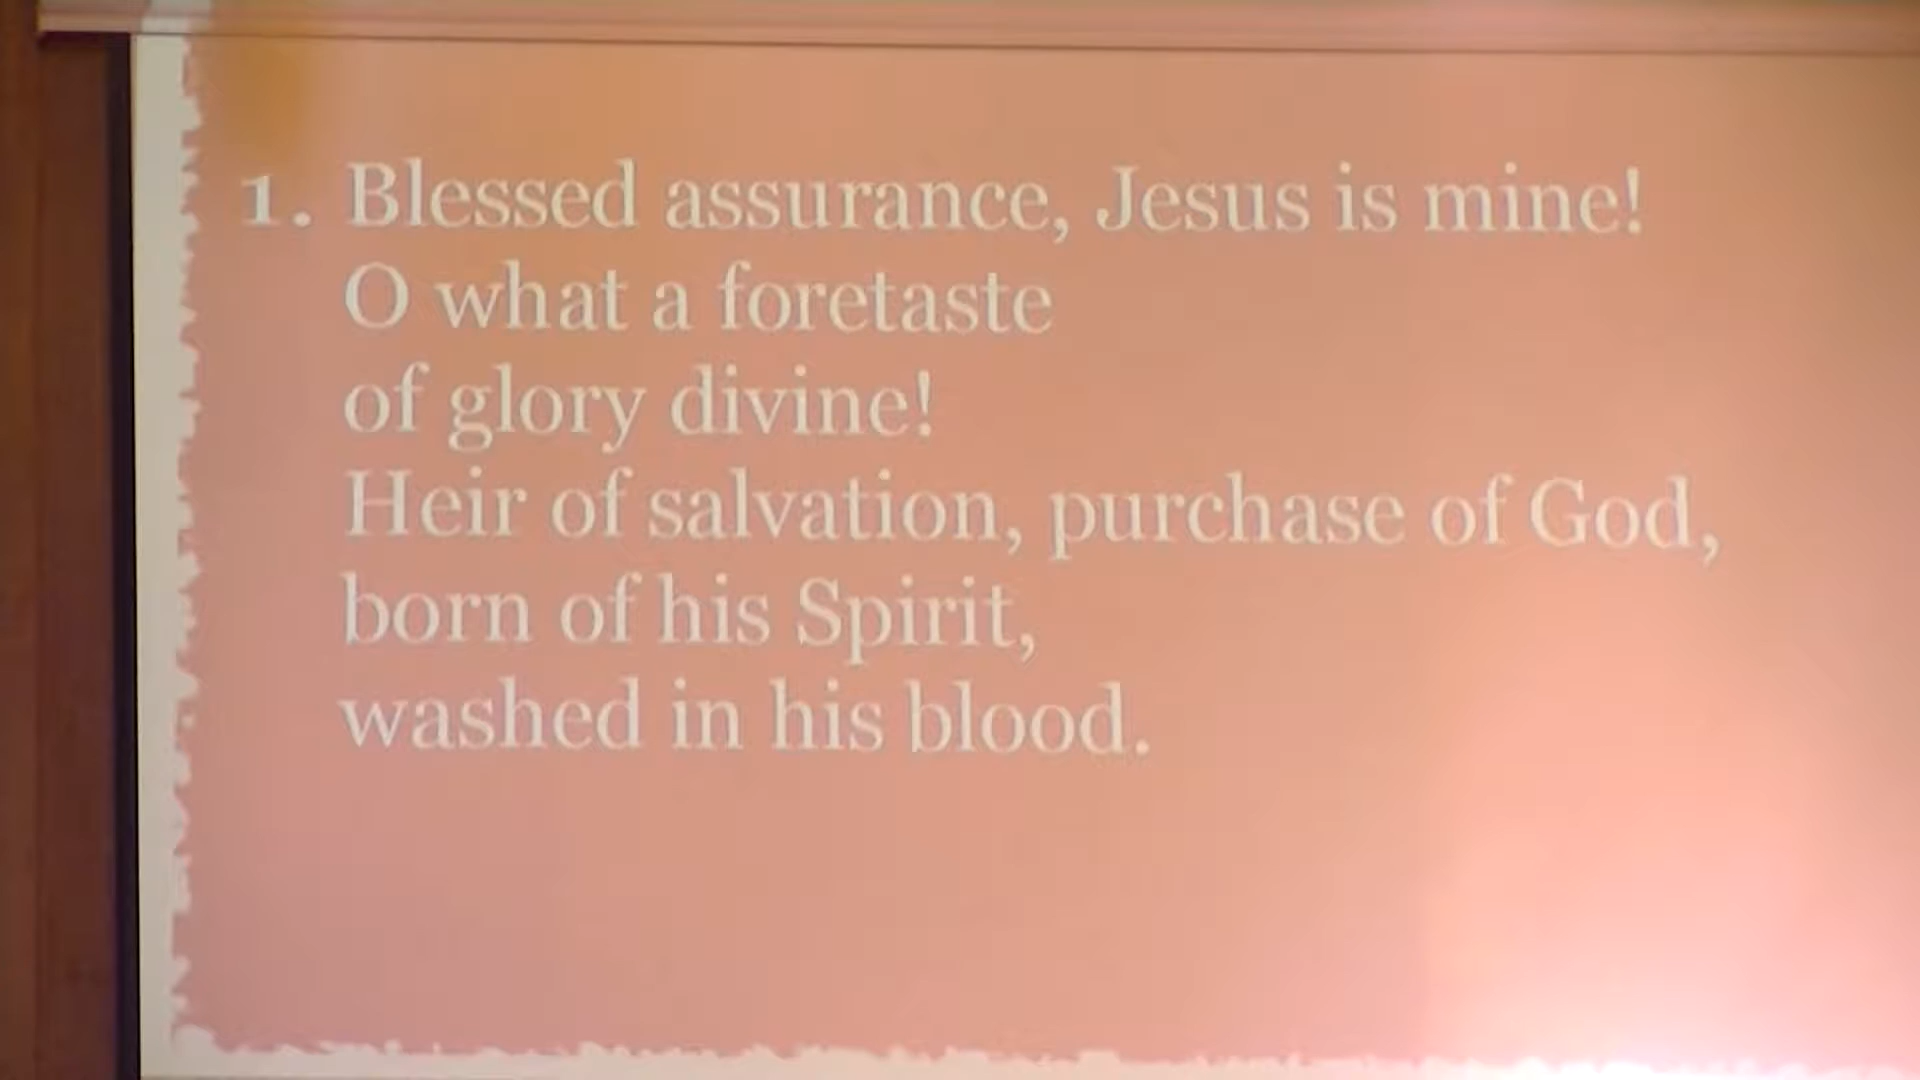 1. Blessed assurance, Jesus is mine!
O what a foretaste
of glory divine!
Heir of salvation, purchase of God,
born of his Spirit,
washed in his blood.